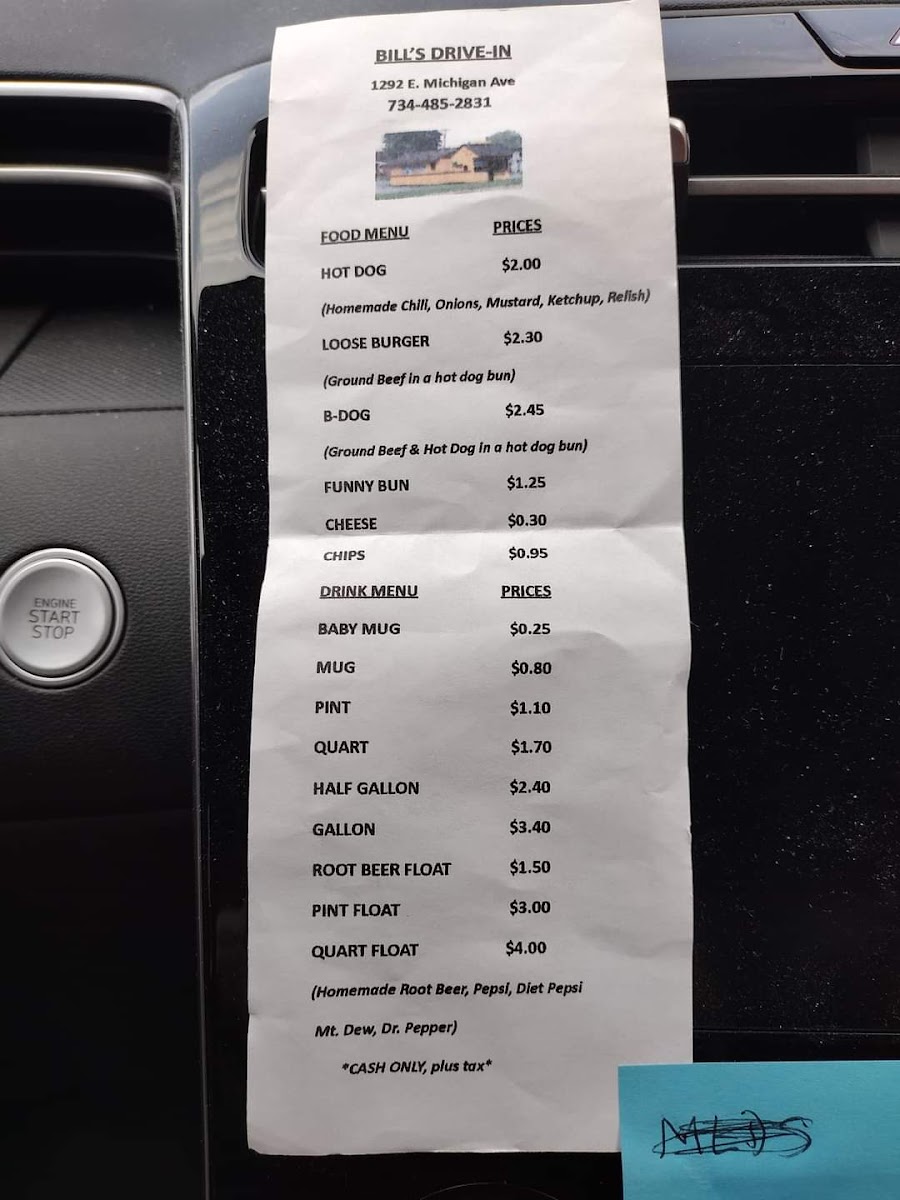 BILL'S DRIVE-IN
1292 E. Michigan Ave
734-485-2831
FOOD MENU PRICES
HOT DOG $2.00
(Homemade Chili, Onions, Mustard, Ketchup, Relish)
LOOSE BURGER $2.30
(Ground Beef in a hot dog bun)
B-DOG $2.45
(Ground Beef & Hot Dog in a hot dog bun)
FUNNY BUN $1.25
CHEESE $0.30
CHIPS $0.95
DRINK MENU PRICES
BABY MUG $0.25
MUG $0.80
PINT $1.10
QUART $1.70
HALF GALLON $2.40
GALLON $3.40
ROOT BEER FLOAT $1.50
PINT FLOAT $3.00
QUART FLOAT $4.00
(Homemade Root Beer, Pepsi, Diet Pepsi
Mt. Dew, Dr. Pepper)
*CASH ONLY, plus tax*
ENGINE
START
STOP
MEDS